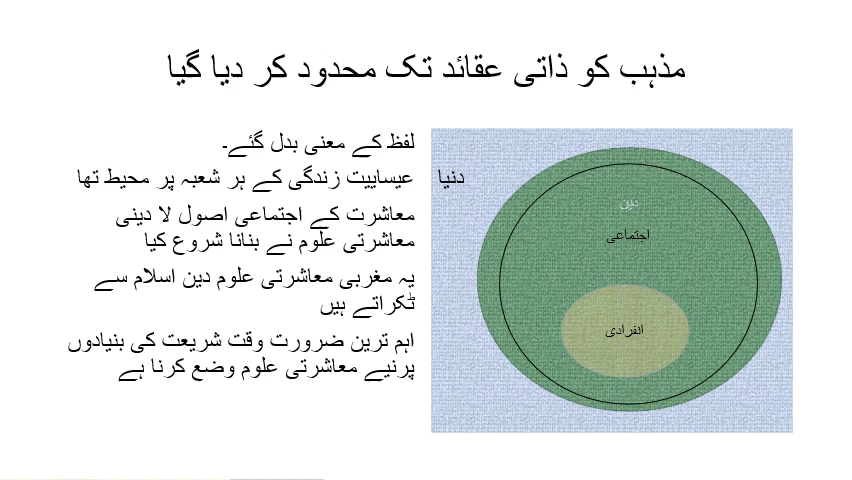 مذہب کو ذاتی عقائد تک محدود کر دیا گیا
لفظ کے معنی بدل گئے۔
عیساییت زندگی کے ہر شعبہ پر محیط تھا
معاشرت کے اجتماعی اصول لا دینی
معاشرتی علوم نے بنانا شروع کیا
یہ مغربی معاشرتی علوم دین اسلام سے
ٹکراتے ہیں
اہم ترین ضرورت وقت شریعت کی بنیادوں
پرنیے معاشرتی علوم وضع کرنا ہے
دنیا
دین
اجتماعی
انفرادی